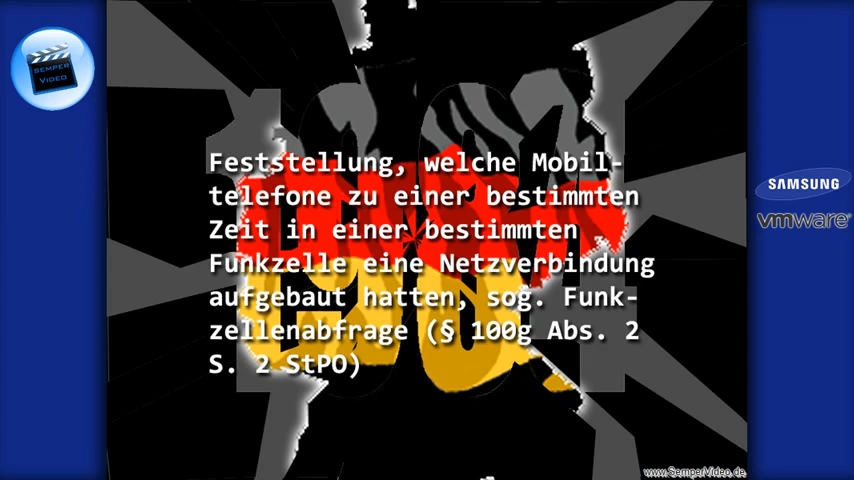 SEMPER
VIDEO
1984
Feststellung, welche Mobil-
telefone zu einer bestimmten
Zeit in einer bestimmten
Funkzelle eine Netzverbindung
aufgebaut hatten, sog. Funk-
zellenabfrage (§ 100g Abs. 2
S. 2 StPO)
SAMSUNG
vmware®
www.SemperVideo.de